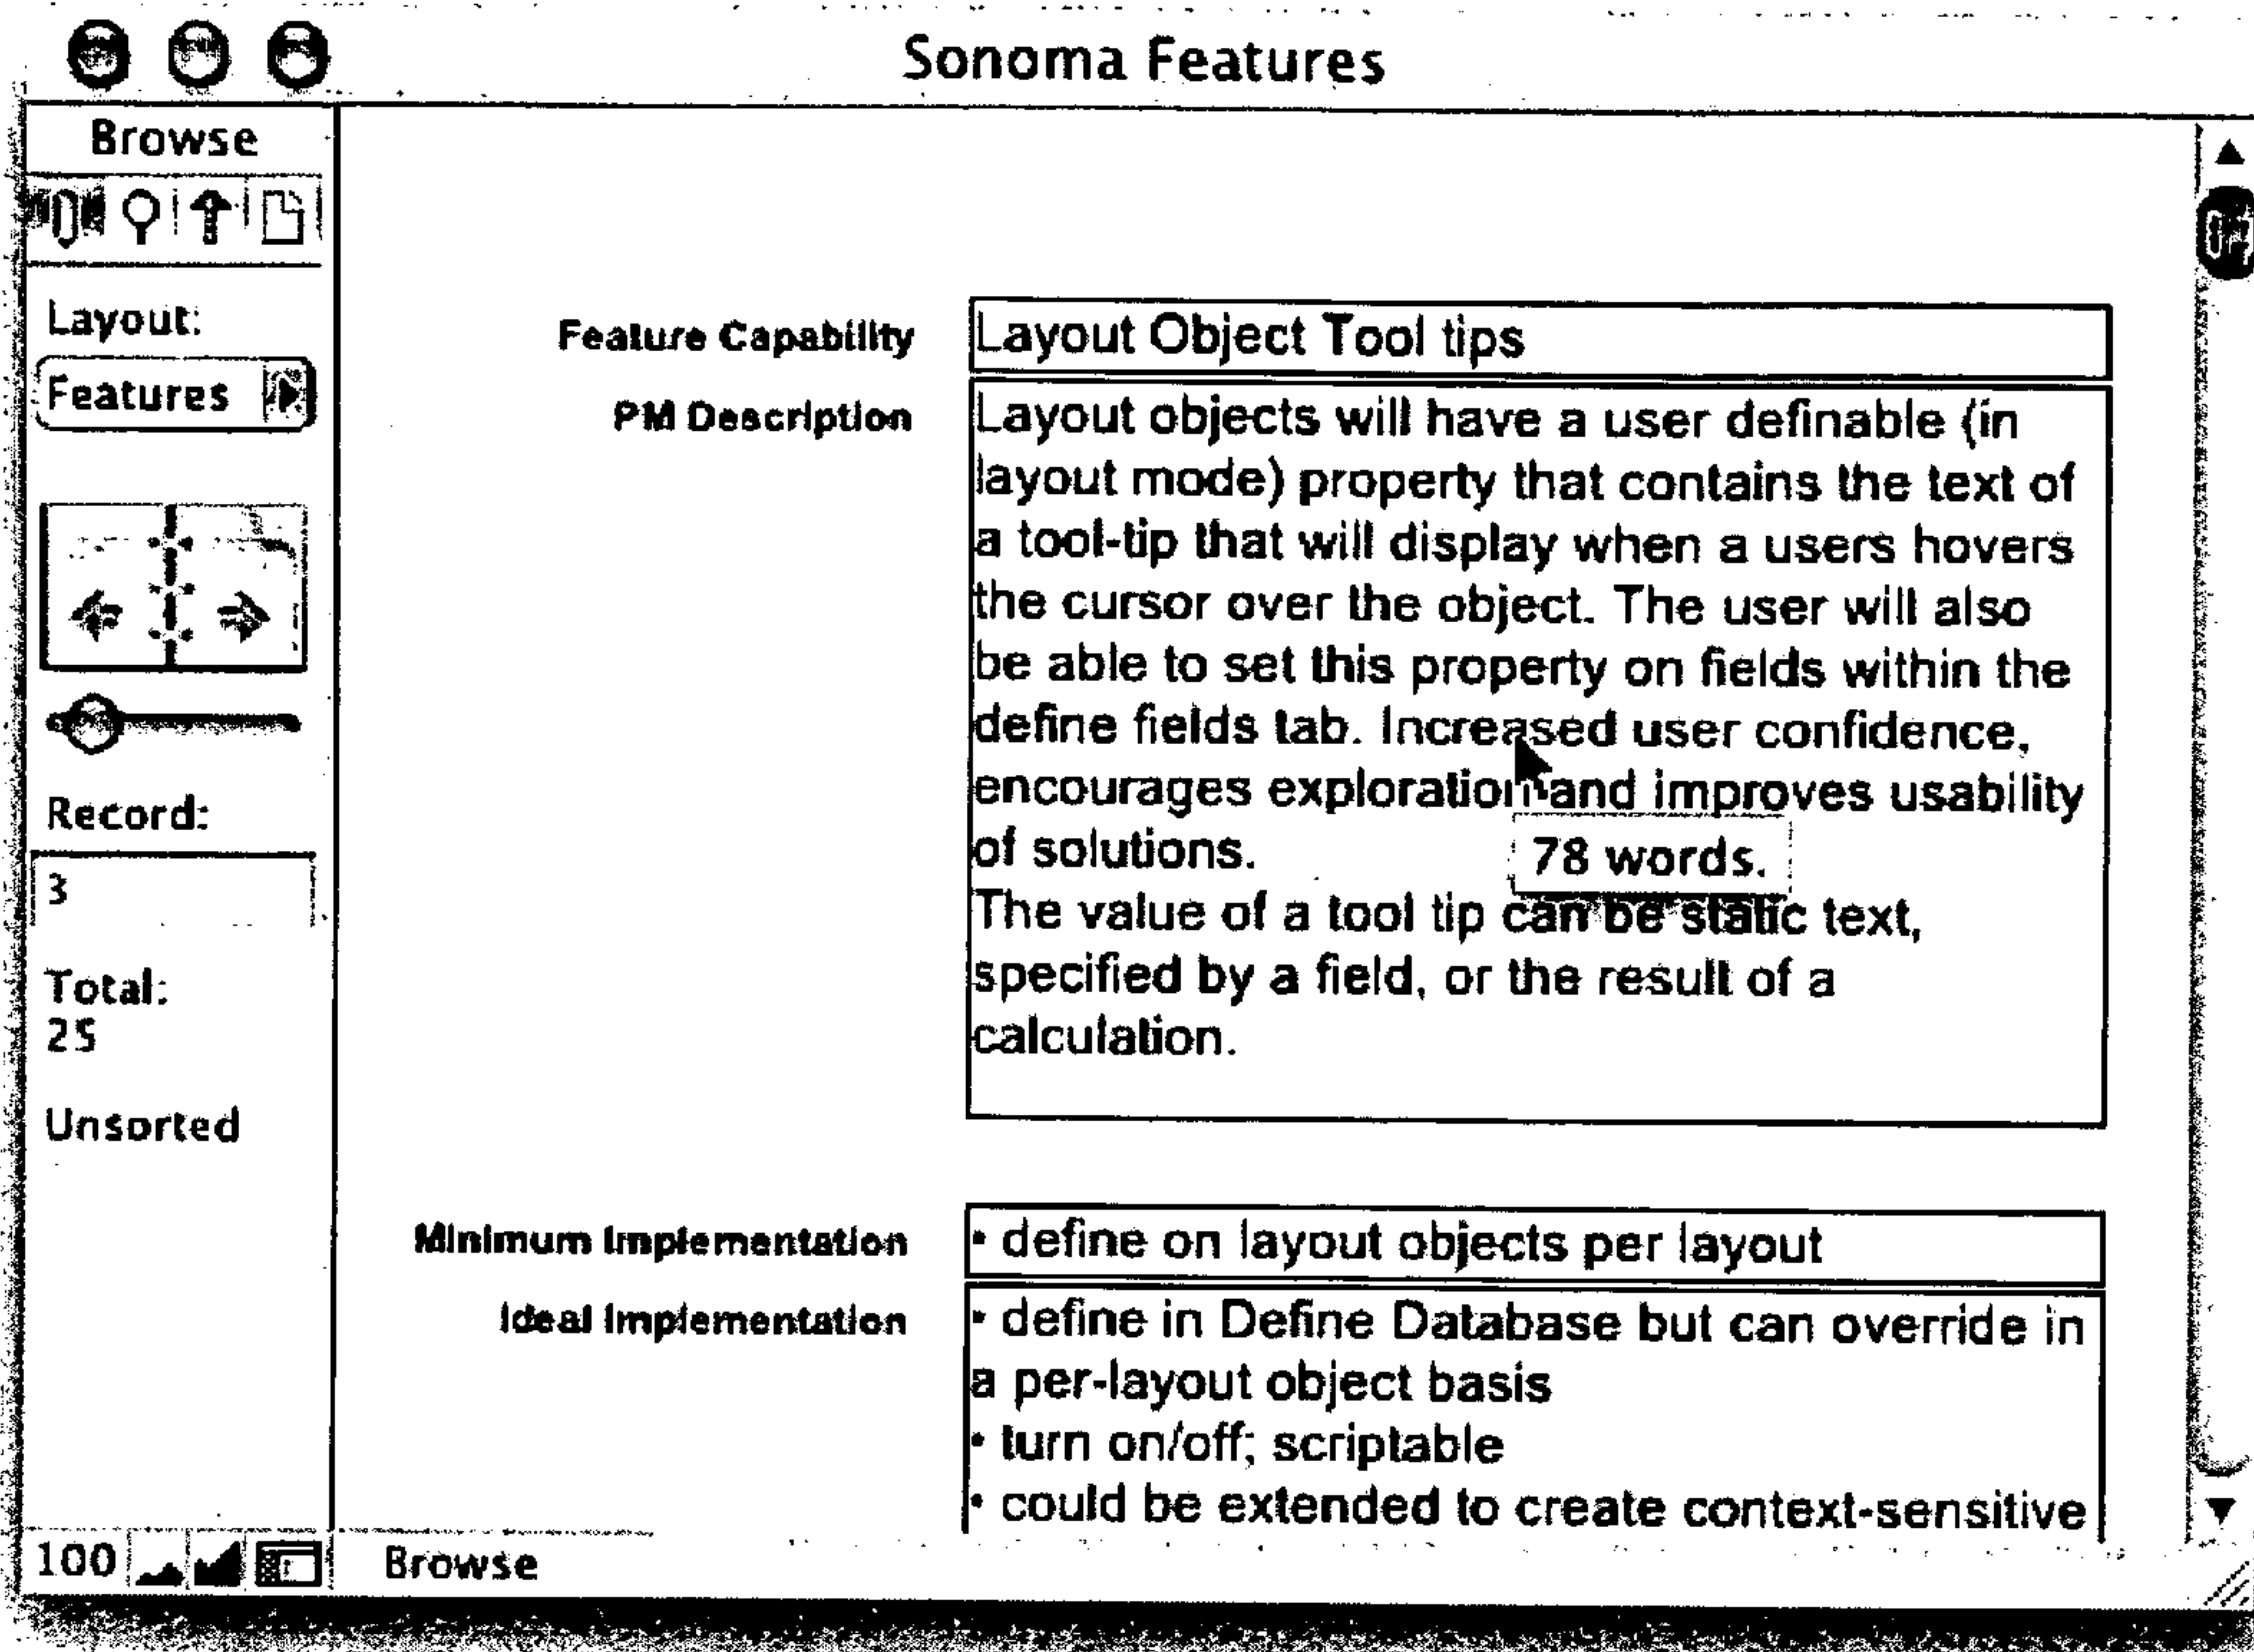 Sonoma Features
Browse
Layout:
Features
Record:
3
Total:
25
Unsorted
Feature Capability
Layout Object Tool tips
PM Description
Layout objects will have a user definable (in
layout mode) property that contains the text of
a tool-tip that will display when a users hovers
the cursor over the object. The user will also
be able to set this property on fields within the
define fields tab. Increased user confidence,
encourages exploration and improves usability
of solutions.
78 words.
The value of a tool tip can be static text,
specified by a field, or the result of a
calculation.
Minimum Implementation
• define on layout objects per layout
Ideal Implementation
• define in Define Database but can override in
a per-layout object basis
• turn on/off; scriptable
• could be extended to create context-sensitive
100
Browse